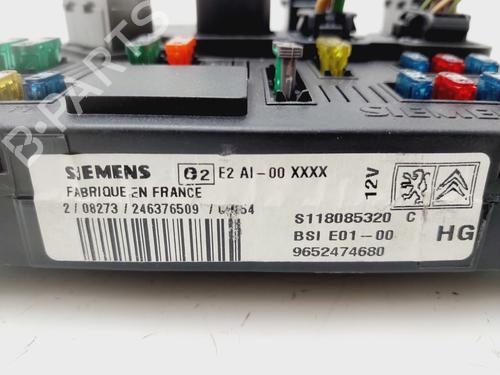 B-PARTS
SIEMENS
SIEMENS G2 E2 AI-00 XXXX
FABRIQUE EN FRANCE
2 / 08273 / 246376509 /
12V
S118085320 C
BSI E01-00
9652474680
HG